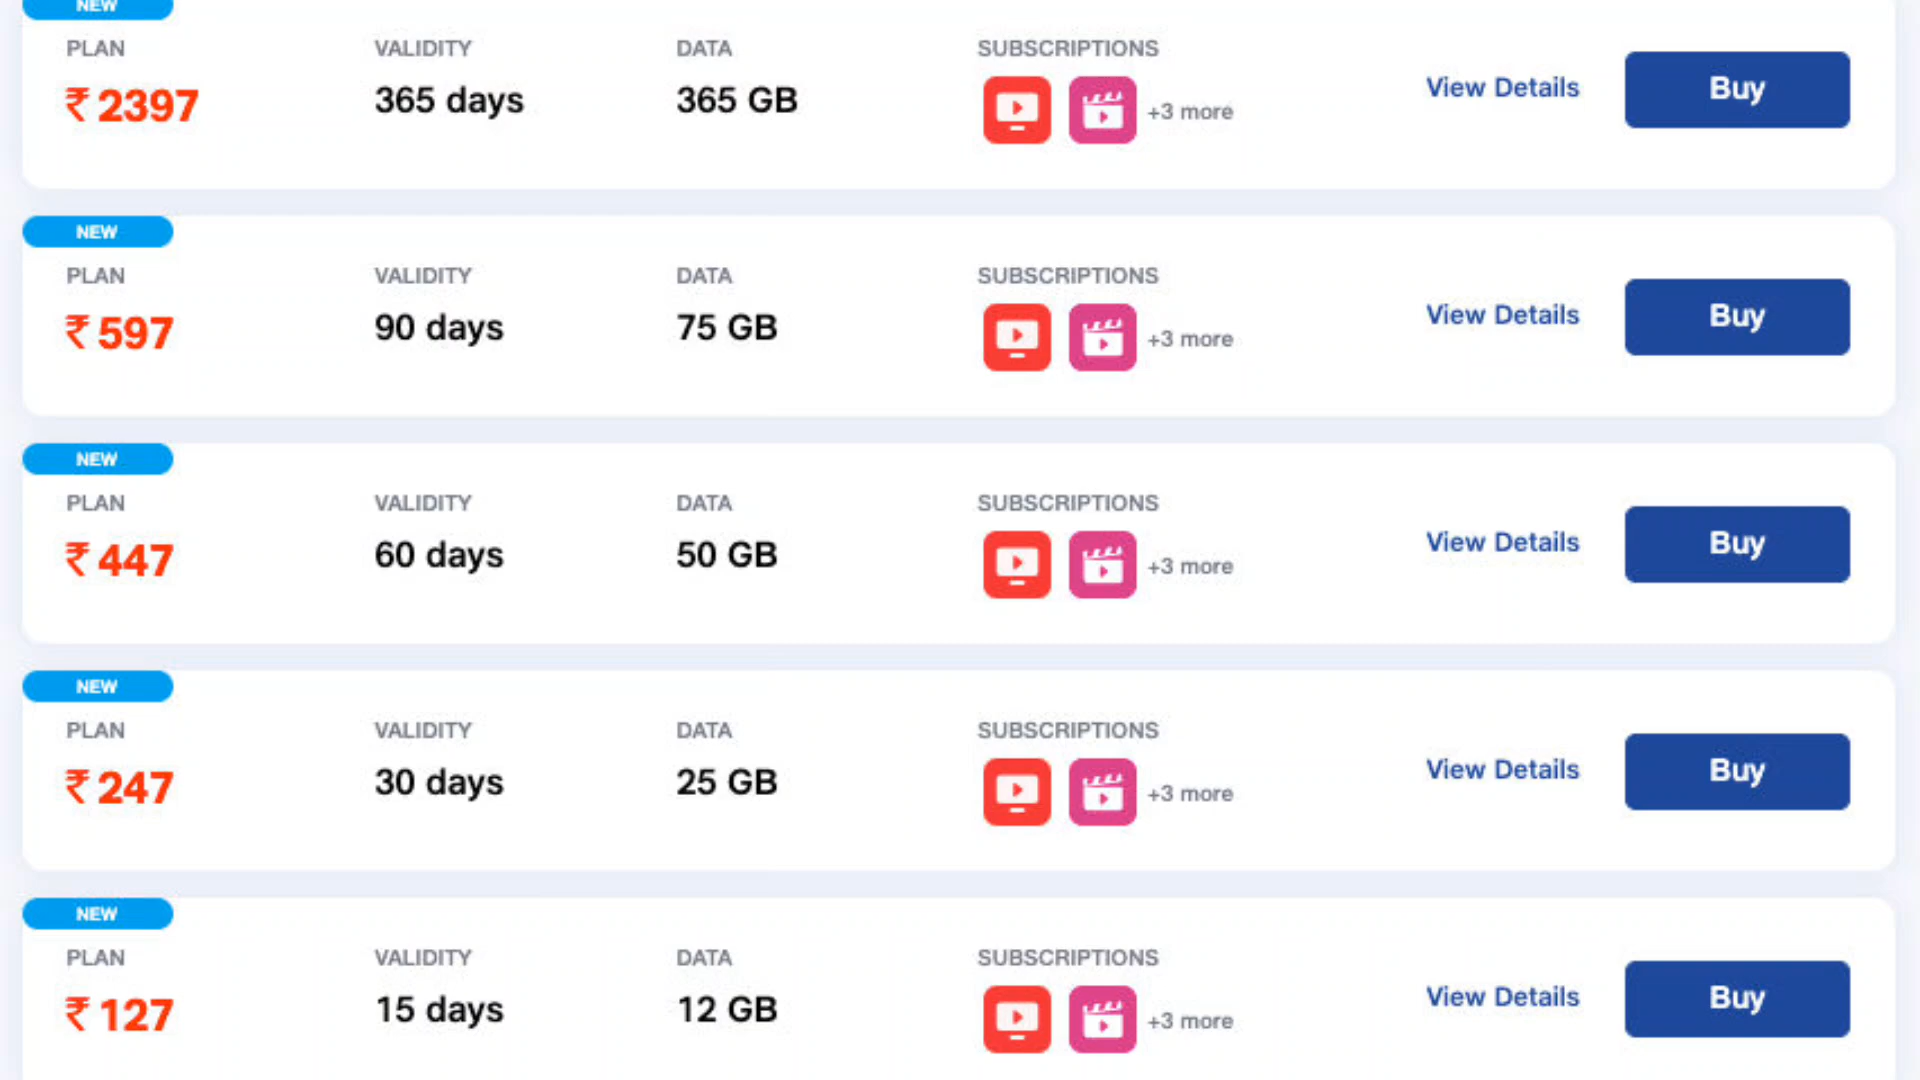 NEW
PLAN VALIDITY DATA SUBSCRIPTIONS
₹ 2397 365 days 365 GB +3 more View Details Buy
NEW
PLAN VALIDITY DATA SUBSCRIPTIONS
₹ 597 90 days 75 GB +3 more View Details Buy
NEW
PLAN VALIDITY DATA SUBSCRIPTIONS
₹ 447 60 days 50 GB +3 more View Details Buy
NEW
PLAN VALIDITY DATA SUBSCRIPTIONS
₹ 247 30 days 25 GB +3 more View Details Buy
NEW
PLAN VALIDITY DATA SUBSCRIPTIONS
₹ 127 15 days 12 GB +3 more View Details Buy